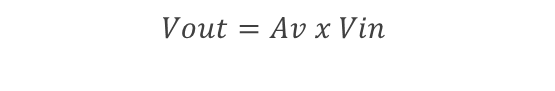 Vout = Av x Vin